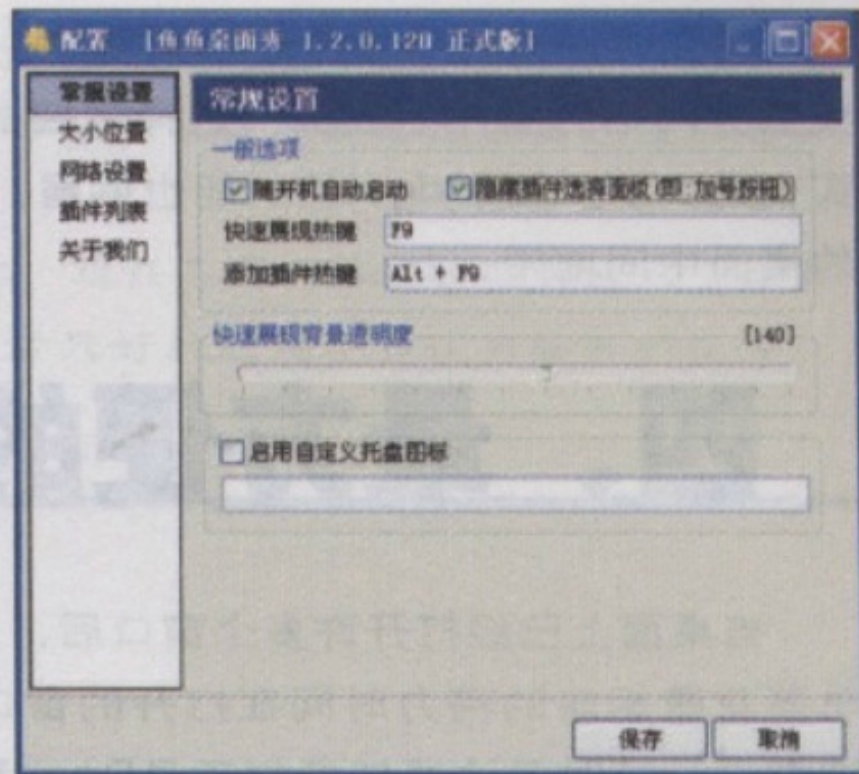 配置 [鱼鱼桌面秀 1.2.0.120 正式版]
常规设置
大小位置
网络设置
插件列表
关于我们
常规设置
一般选项
随开机自动启动
隐藏插件选择面板(即:加号按钮)
快速展现热键 F9
添加插件热键 Alt + F9
快速展现背景透明度 [140]
启用自定义托盘图标
保存 取消